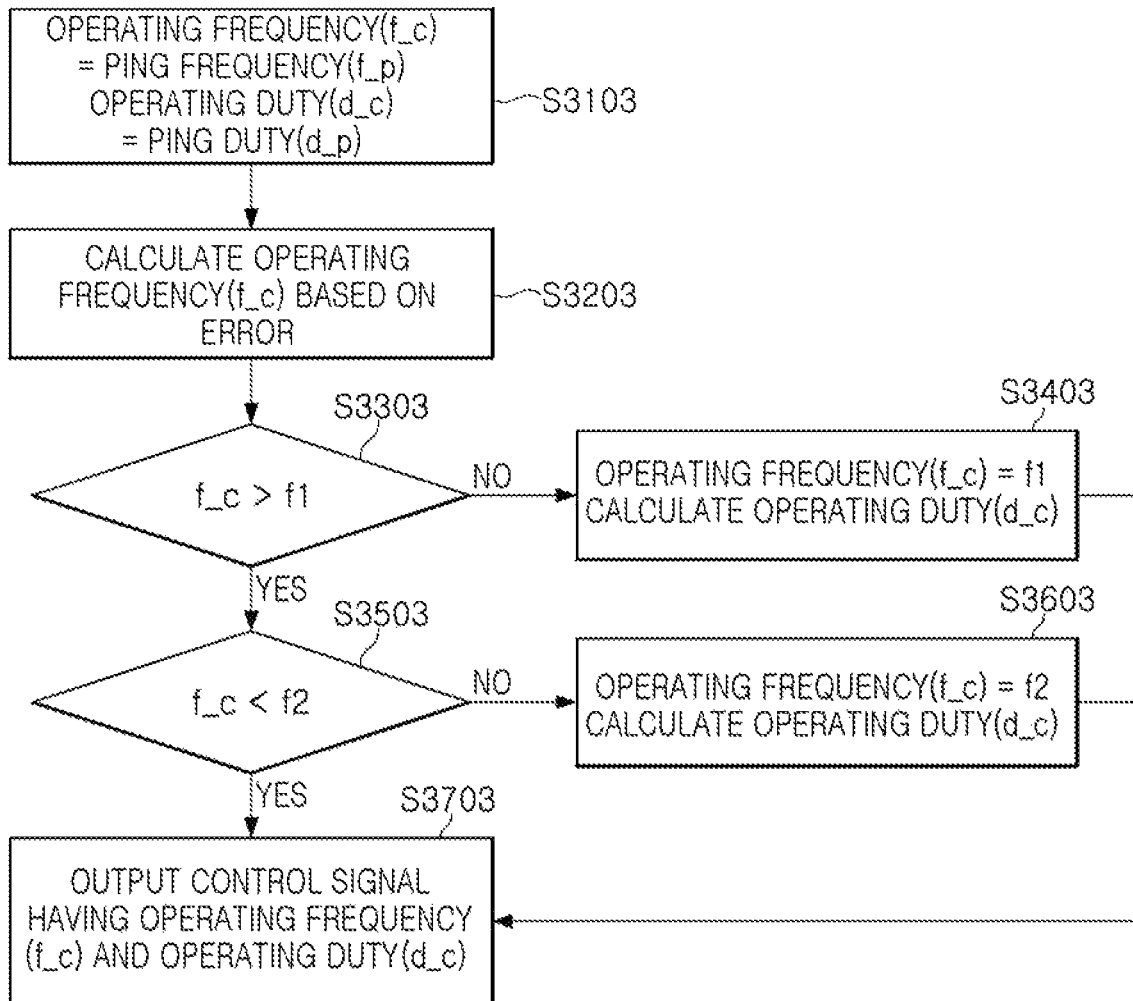 OPERATING FREQUENCY(f_c)
= PING FREQUENCY(f_p)
OPERATING DUTY(d_c)
= PING DUTY(d_p)
S3103
CALCULATE OPERATING
FREQUENCY(f_c) BASED ON
ERROR
S3203
S3303
f_c > f1
NO
YES
S3403
OPERATING FREQUENCY(f_c) = f1
CALCULATE OPERATING DUTY(d_c)
S3503
f_c < f2
NO
YES
S3603
OPERATING FREQUENCY(f_c) = f2
CALCULATE OPERATING DUTY(d_c)
S3703
OUTPUT CONTROL SIGNAL
HAVING OPERATING FREQUENCY
(f_c) AND OPERATING DUTY(d_c)